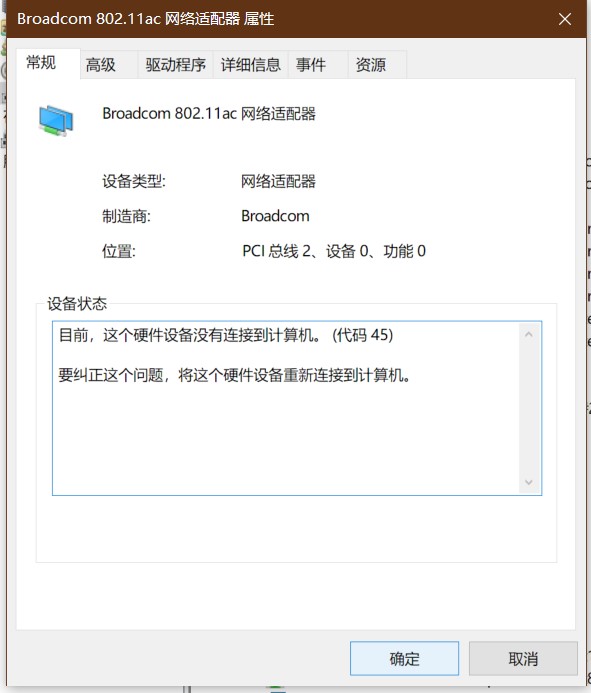 Broadcom 802.11ac 网络适配器 属性
常规 高级 驱动程序 详细信息 事件 资源
Broadcom 802.11ac 网络适配器
设备类型: 网络适配器
制造商: Broadcom
位置: PCI 总线 2、设备 0、功能 0
设备状态
目前，这个硬件设备没有连接到计算机。 (代码 45)
要纠正这个问题，将这个硬件设备重新连接到计算机。
确定 取消